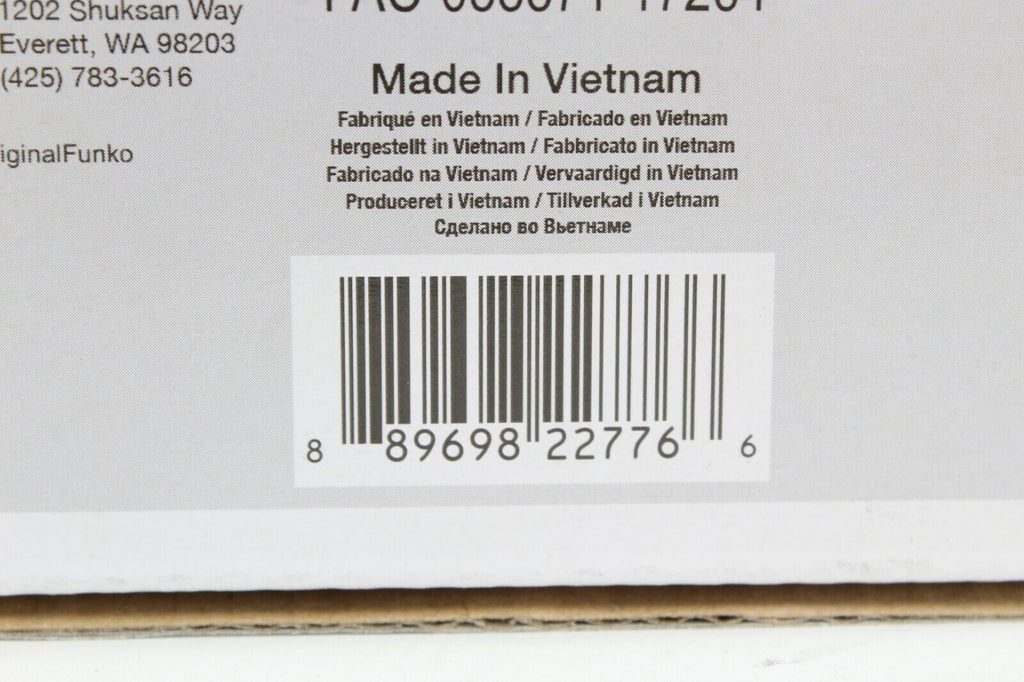 1202 Shuksan Way
Everett, WA 98203
(425) 783-3616
iginalFunko
Made In Vietnam
Fabriqué en Vietnam / Fabricado en Vietnam
Hergestellt in Vietnam / Fabbricato in Vietnam
Fabricado na Vietnam / Vervaardigd in Vietnam
Produceret i Vietnam / Tillverkad i Vietnam
Сделано во Вьетнаме
8 89698 22776 6